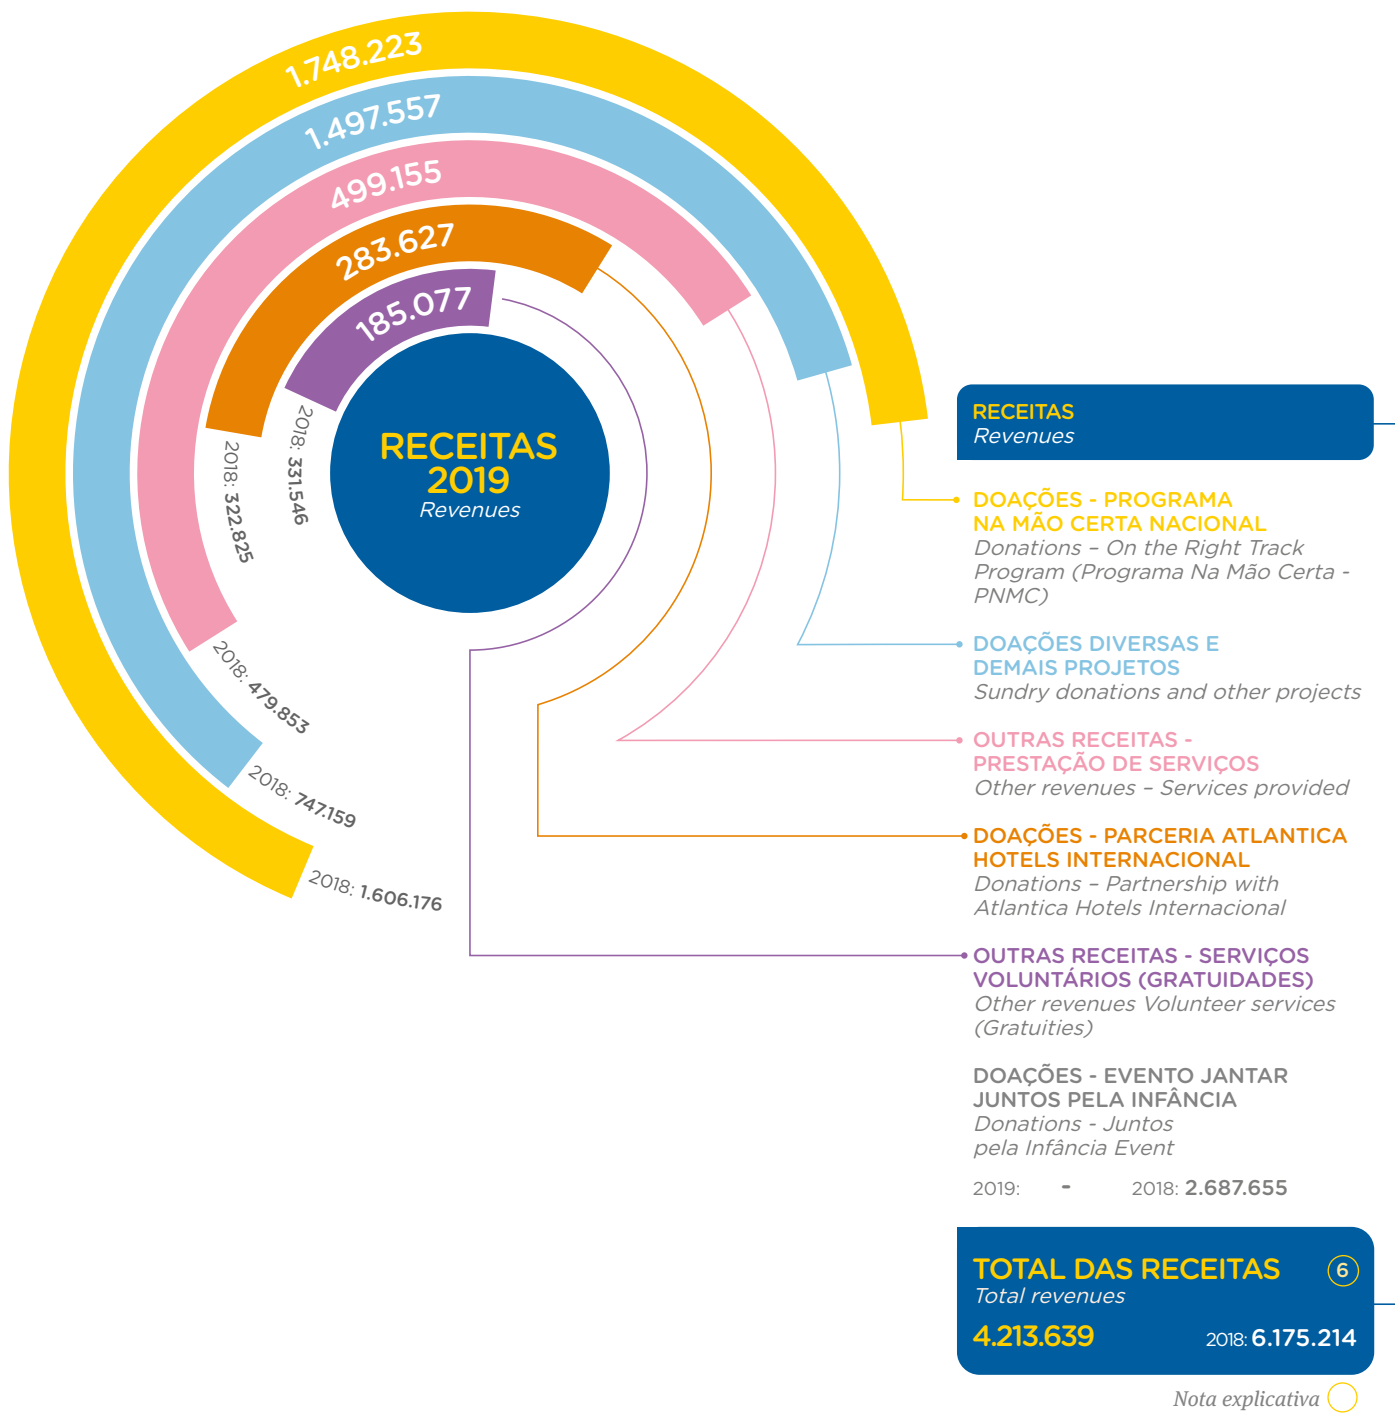 1.748.223
1.497.557
499.155
283.627
185.077
RECEITAS
2019
Revenues
2018: 331.546
2018: 322.825
2018: 479.853
2018: 747.159
2018: 1.606.176
RECEITAS
Revenues
DOAÇÕES - PROGRAMA
NA MÃO CERTA NACIONAL
Donations – On the Right Track
Program (Programa Na Mão Certa -
PNMC)
DOAÇÕES DIVERSAS E
DEMAIS PROJETOS
Sundry donations and other projects
OUTRAS RECEITAS -
PRESTAÇÃO DE SERVIÇOS
Other revenues – Services provided
DOAÇÕES - PARCERIA ATLANTICA
HOTELS INTERNACIONAL
Donations – Partnership with
Atlantica Hotels Internacional
OUTRAS RECEITAS - SERVIÇOS
VOLUNTÁRIOS (GRATUIDADES)
Other revenues Volunteer services
(Gratuities)
DOAÇÕES - EVENTO JANTAR
JUNTOS PELA INFÂNCIA
Donations - Juntos
pela Infância Event
2019: - 2018: 2.687.655
TOTAL DAS RECEITAS 6
Total revenues
4.213.639 2018: 6.175.214
Nota explicativa